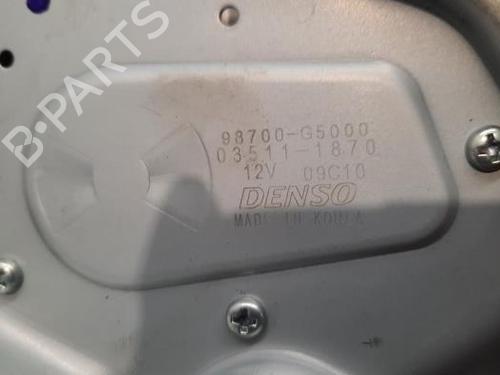 B-PARTS
98700-G5000
03511-1870
12V 09C10
DENSO
MADE IN KOREA